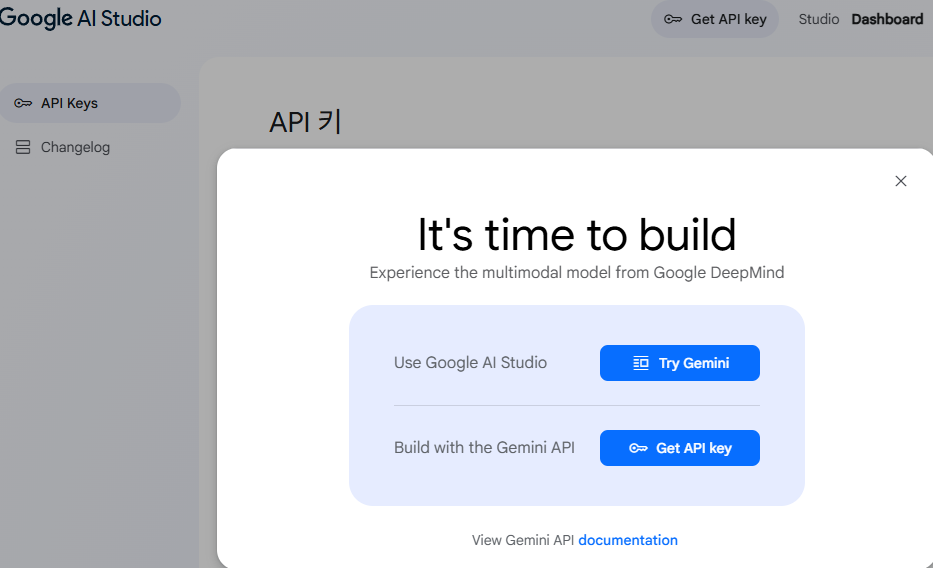 Google AI Studio
Get API key
Studio
Dashboard
API Keys
Changelog
API 키
It's time to build
Experience the multimodal model from Google DeepMind
Use Google AI Studio
Try Gemini
Build with the Gemini API
Get API key
View Gemini API documentation